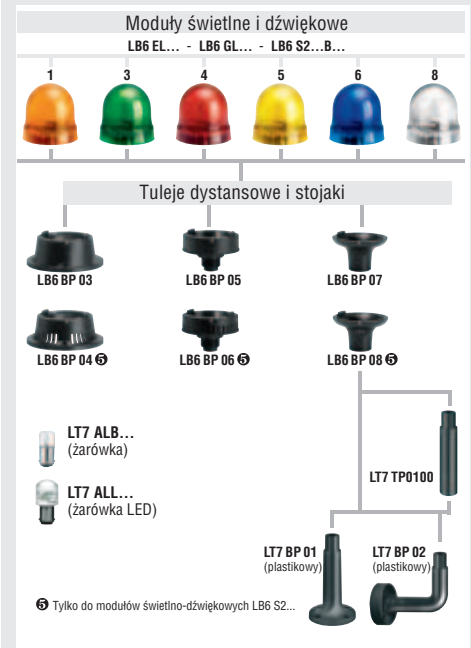 Moduły świetlne i dźwiękowe
LB6 EL... - LB6 GL... - LB6 S2...B...
1 3 4 5 6 8
Tuleje dystansowe i stojaki
LB6 BP 03 LB6 BP 05 LB6 BP 07
LB6 BP 04 ❺ LB6 BP 06 ❺ LB6 BP 08 ❺
LT7 ALB...
(żarówka)
LT7 TP0100
LT7 ALL...
(żarówka LED)
LT7 BP 01 LT7 BP 02
(plastikowy) (plastikowy)
❺ Tylko do modułów świetlno-dźwiękowych LB6 S2...